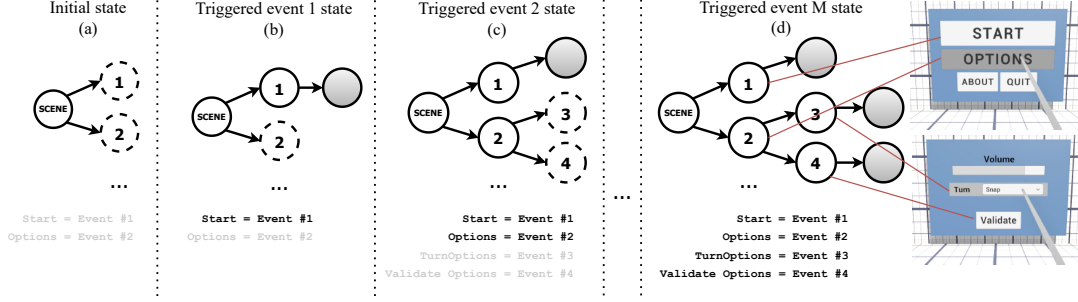 Initial state
(a)
SCENE
1
2
...
Start = Event #1
Options = Event #2
Triggered event 1 state
(b)
SCENE
1
2
...
Start = Event #1
Options = Event #2
Triggered event 2 state
(c)
SCENE
1
2
3
4
...
Start = Event #1
Options = Event #2
TurnOptions = Event #3
Validate Options = Event #4
...
Triggered event M state
(d)
SCENE
1
2
3
4
...
Start = Event #1
Options = Event #2
TurnOptions = Event #3
Validate Options = Event #4
START
OPTIONS
ABOUT QUIT
Volume
Turn Snap
Validate